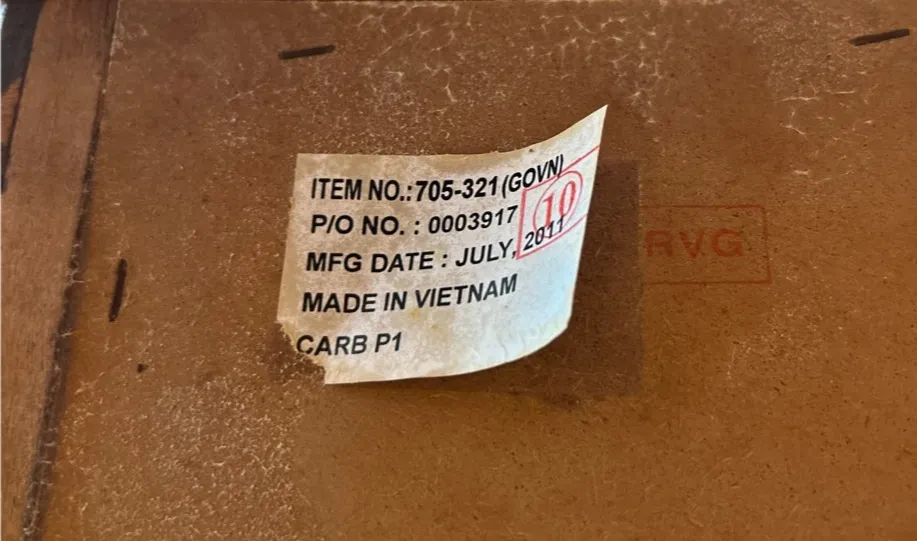 ITEM NO.:705-321(GOVN)
P/O NO. : 0003917
10
MFG DATE : JULY, 2011
MADE IN VIETNAM
CARB P1
RVG